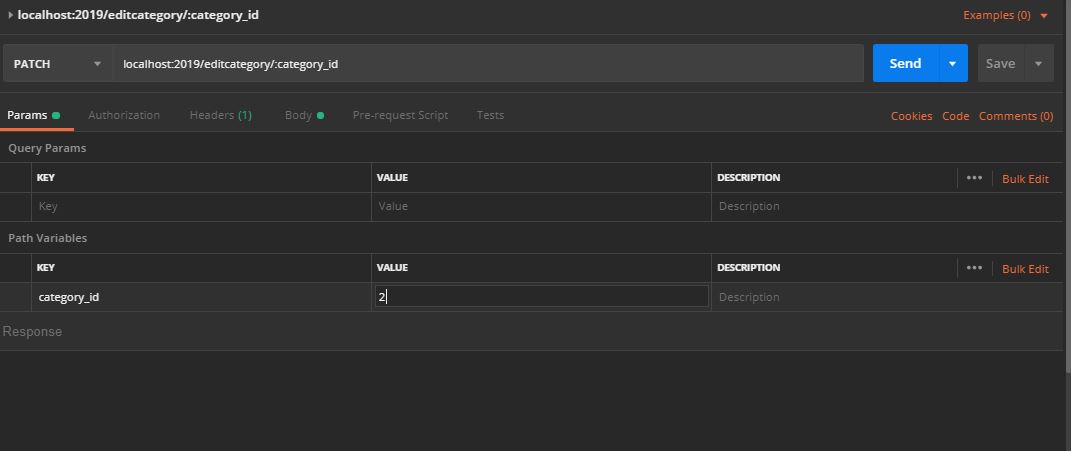 localhost:2019/editcategory/:category_id Examples (0)
PATCH localhost:2019/editcategory/:category_id Send Save
Params Authorization Headers (1) Body Pre-request Script Tests Cookies Code Comments (0)
Query Params
KEY VALUE DESCRIPTION ••• Bulk Edit
Key Value Description
Path Variables
KEY VALUE DESCRIPTION ••• Bulk Edit
category_id 2 Description
Response